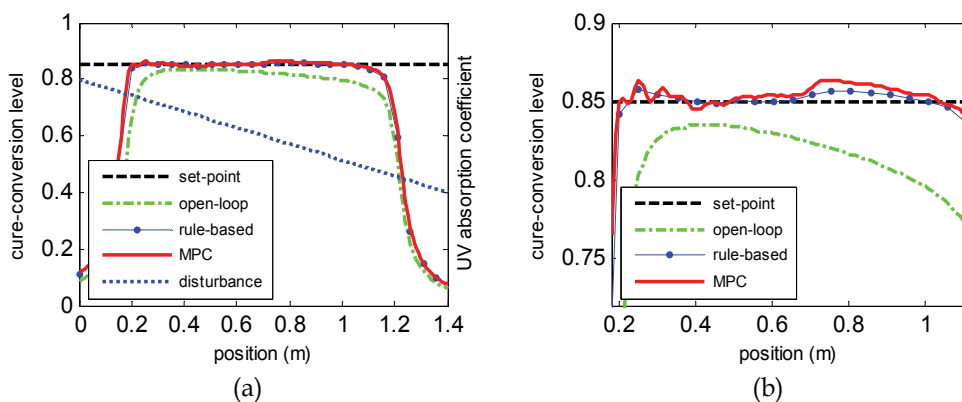 1
0.8
0.6
0.4
0.2
0
cure-conversion level
set-point
open-loop
rule-based
MPC
disturbance
UV absorption coefficient
0 0.2 0.4 0.6 0.8 1 1.2 1.4
position (m)
(a)
0.9
0.85
0.8
0.75
cure-conversion level
set-point
open-loop
rule-based
MPC
0.2 0.4 0.6 0.8 1
position (m)
(b)